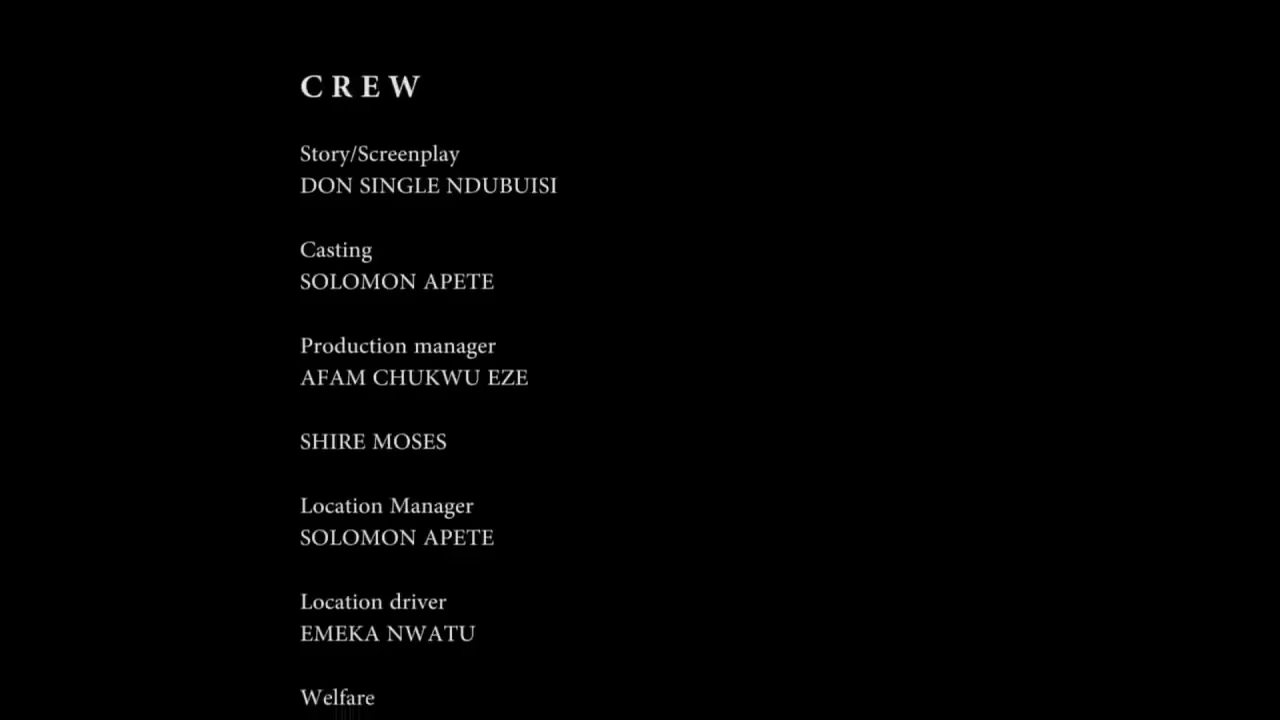 CREW
Story/Screenplay
DON SINGLE NDUBUISI
Casting
SOLOMON APETE
Production manager
AFAM CHUKWU EZE
SHIRE MOSES
Location Manager
SOLOMON APETE
Location driver
EMEKA NWATU
Welfare